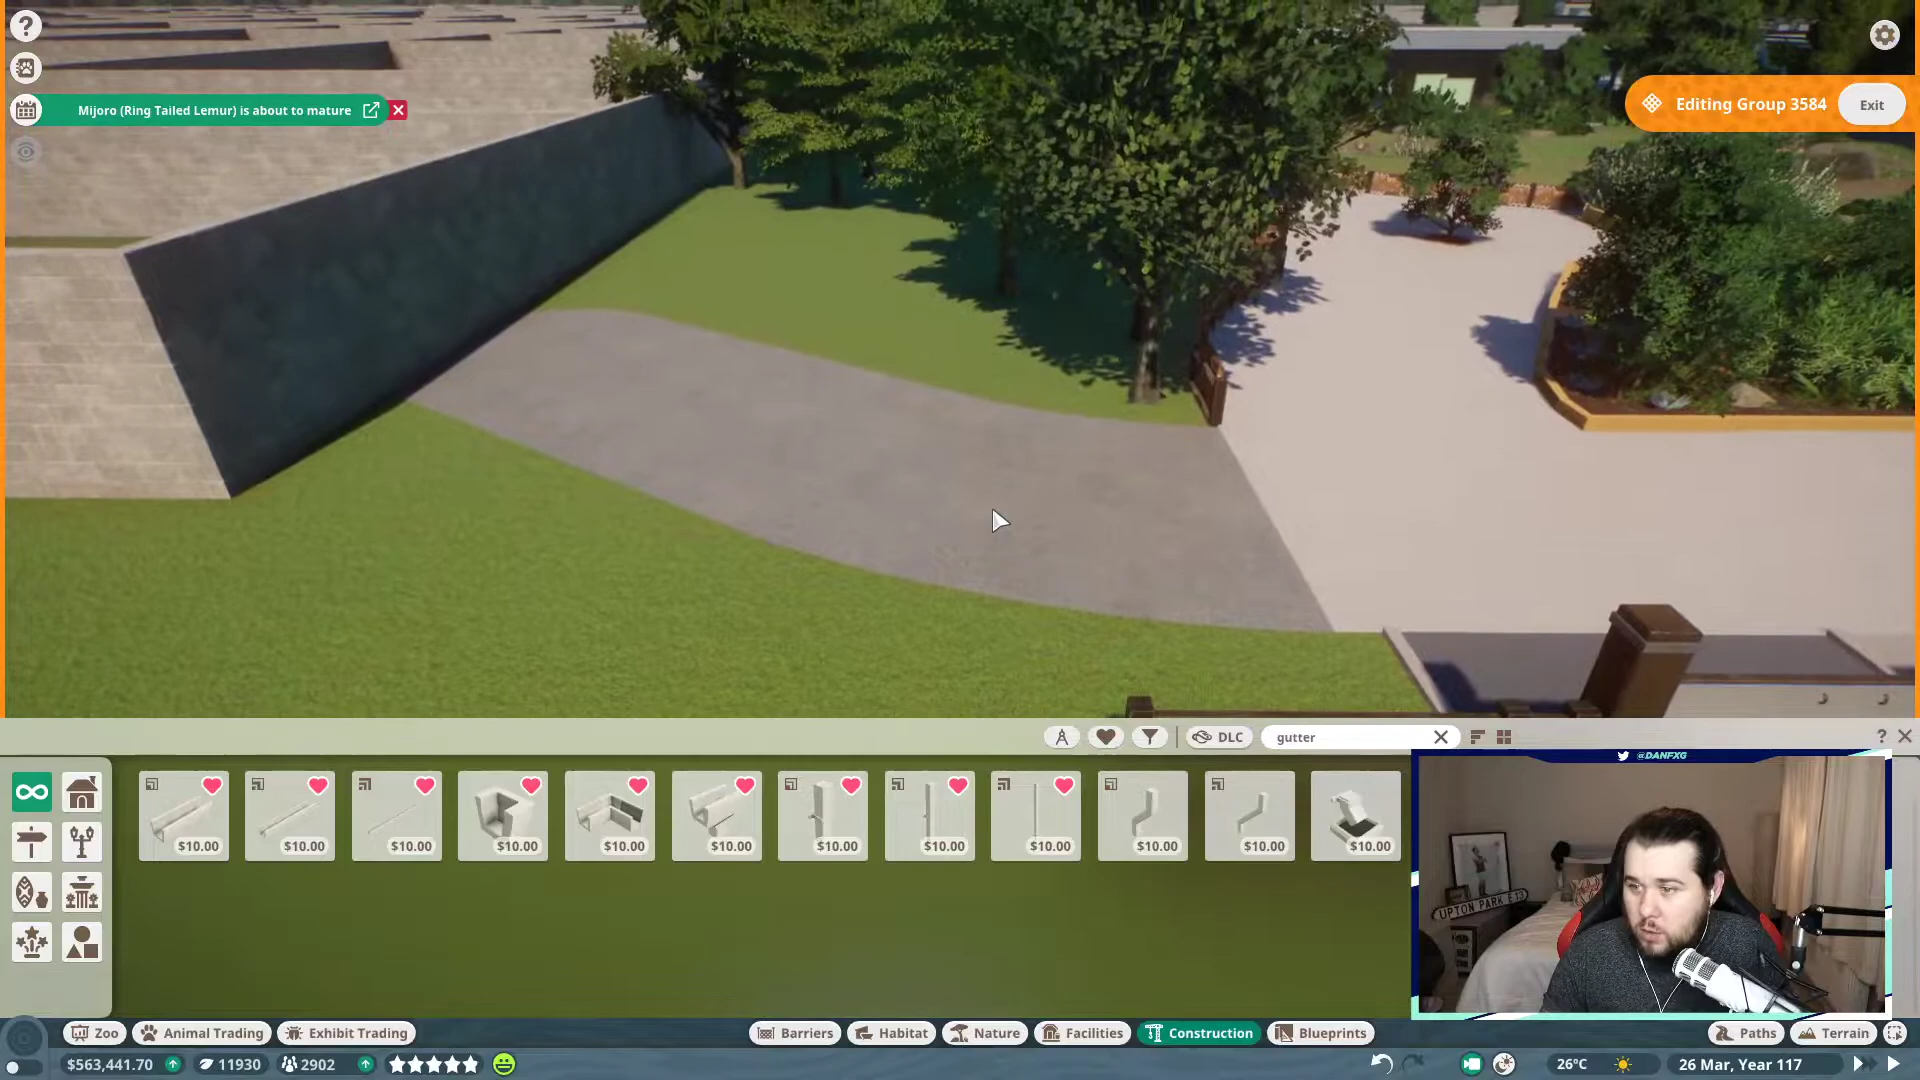 Mijoro (Ring Tailed Lemur) is about to mature
Editing Group 3584
Exit
DLC
gutter
$10.00
$10.00
$10.00
$10.00
$10.00
$10.00
$10.00
$10.00
$10.00
$10.00
$10.00
$10.00
@DANFXG
UPTON PARK E.13
Zoo
Animal Trading
Exhibit Trading
Barriers
Habitat
Nature
Facilities
Construction
Blueprints
Paths
Terrain
$563,441.70
11930
2902
26°C
26 Mar, Year 117